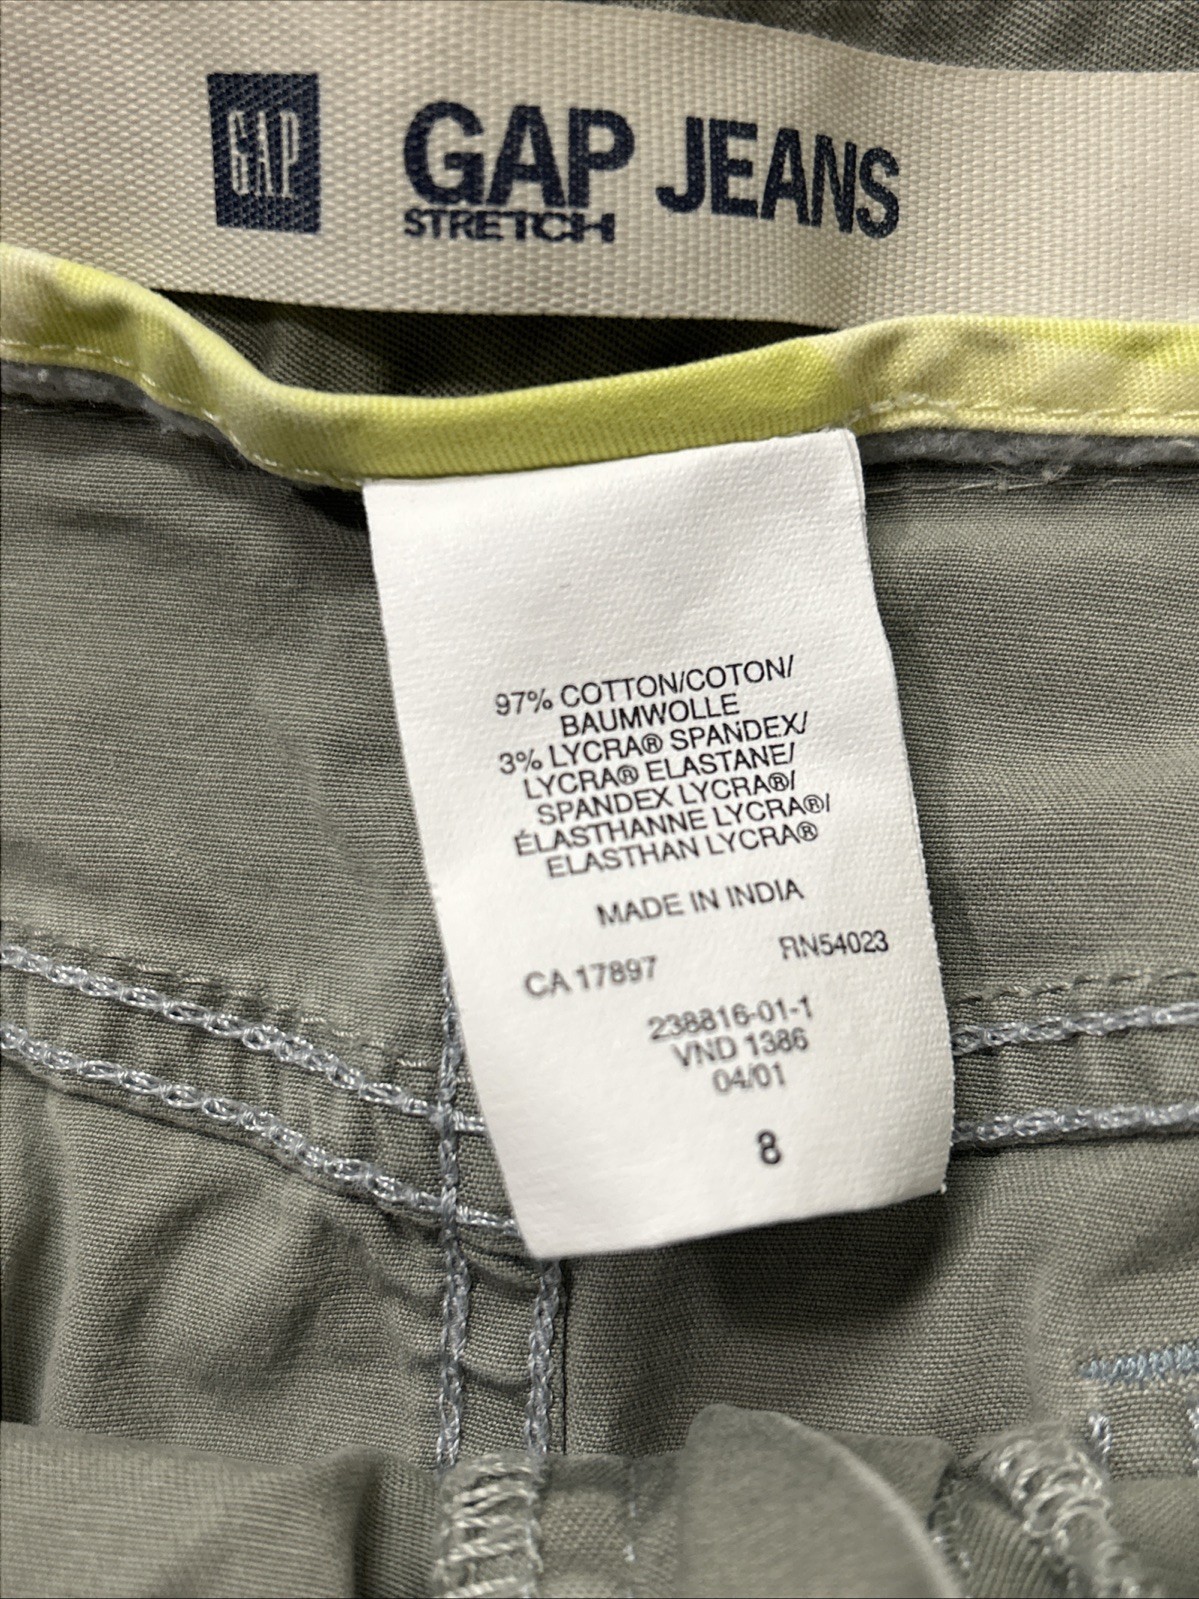 GAP
GAP JEANS
STRETCH
97% COTTON/COTON/
BAUMWOLLE
3% LYCRA® SPANDEX/
LYCRA® ELASTANE/
SPANDEX LYCRA®/
ÉLASTHANNE LYCRA®/
ELASTHAN LYCRA®
MADE IN INDIA
CA 17897 RN54023
238816-01-1
VND 1386
04/01
8